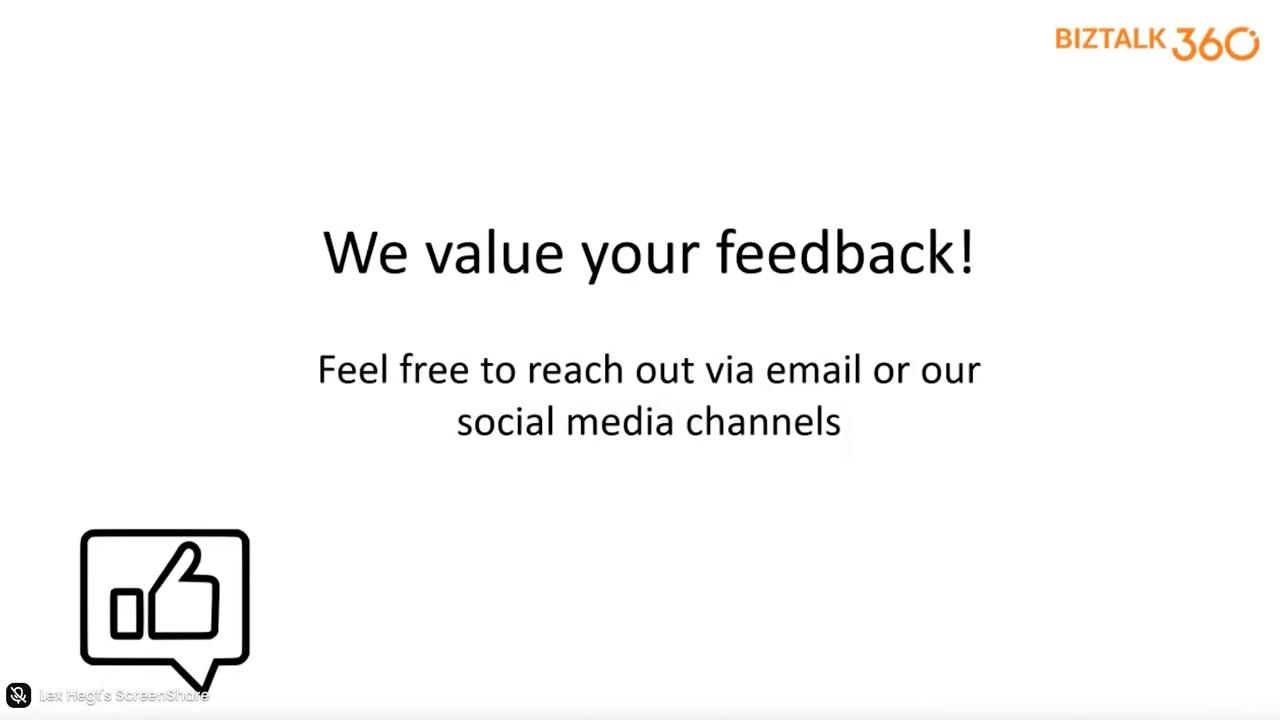 BIZTALK 360
We value your feedback!
Feel free to reach out via email or our
social media channels
Lex Hegt's ScreenShare